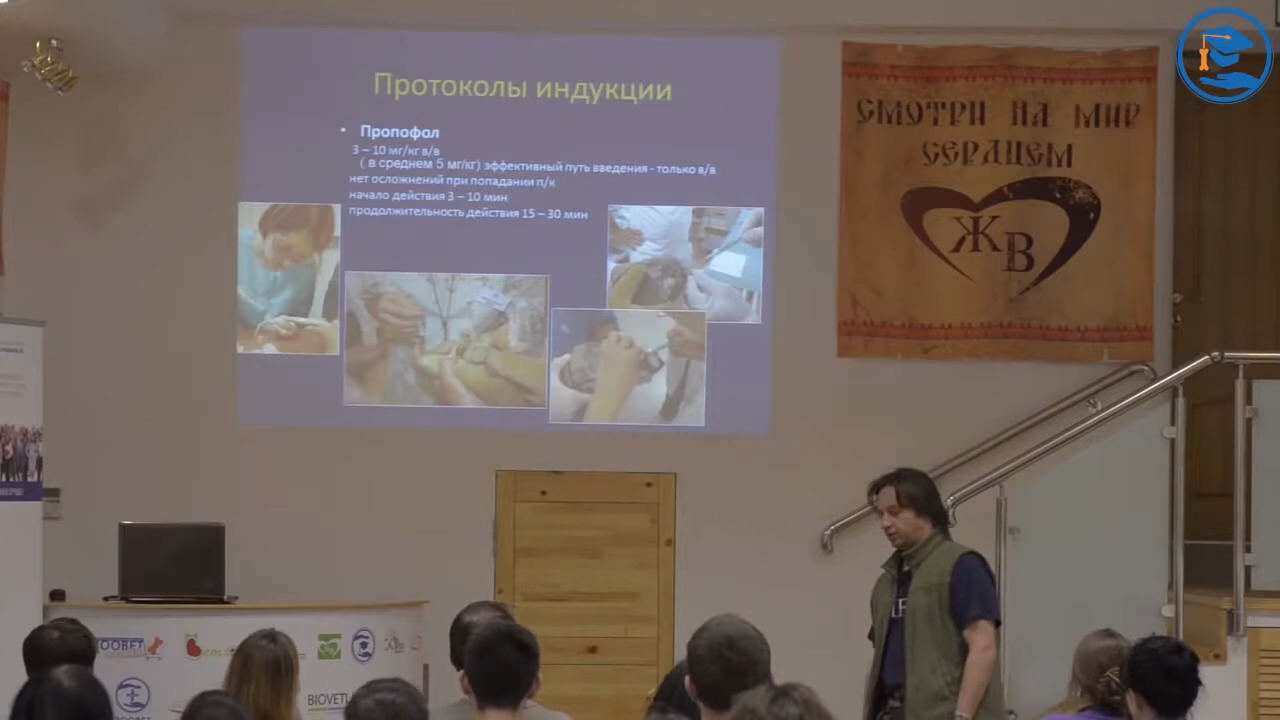 Протоколы индукции
• Пропофол
3 – 10 мг/кг в/в
( в среднем 5 мг/кг) эффективный путь введения - только в/в
нет осложнений при попадании п/к
начало действия 3 – 10 мин
продолжительность действия 15 – 30 мин
СМОТРИ НА МИР
СЕРДЦЕМ
ЖВ
ЗООВЕТ
BIOVET